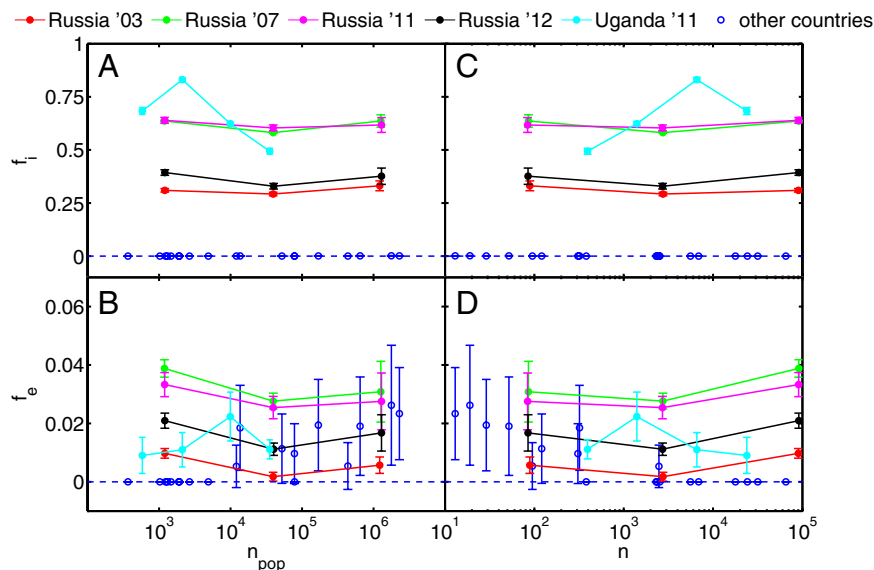 Russia '03 Russia '07 Russia '11 Russia '12 Uganda '11 other countries
A
C
1
0.75
0.5
0.25
0
f_i
B
D
0.06
0.04
0.02
0
f_e
10^3 10^4 10^5 10^6 10^1 10^2 10^3 10^4 10^5
n_pop n